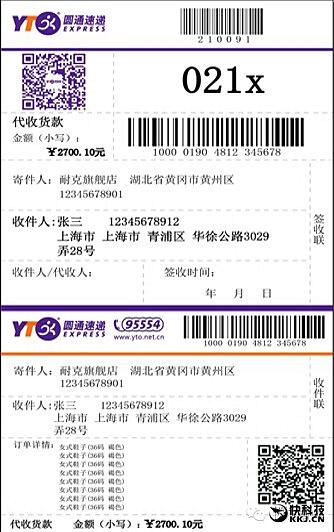 YTO 圆通速递
EXPRESS
210091
021x
代收货款
金额（小写）：
¥2700.10元
1000 0190 4812 345678
寄件人：耐克旗舰店 湖北省黄冈市黄州区
12345678901
收件人：张三 12345678912
上海市 上海市 青浦区 华徐公路3029
弄28号
签收联
收件人/代收人：
签收时间：
年 月 日
YTO 圆通速递
EXPRESS
95554
www.yto.net.cn
1000 0190 4812 345678
寄件人：耐克旗舰店 湖北省黄冈市黄州区
12345678901
收件人：张三 12345678912
上海市 上海市 青浦区 华徐公路3029
弄28号
收件联
订单详情：女式鞋子(36码 褐色)
女式鞋子(36码 褐色)
女式鞋子(36码 褐色)
女式鞋子(36码 褐色)
女式鞋子(36码 褐色)
女式鞋子(36码 褐色)
女式鞋子(36码 褐色)
代收货款 金额（小写）：¥2700.10元
快科技
KKJ.CN